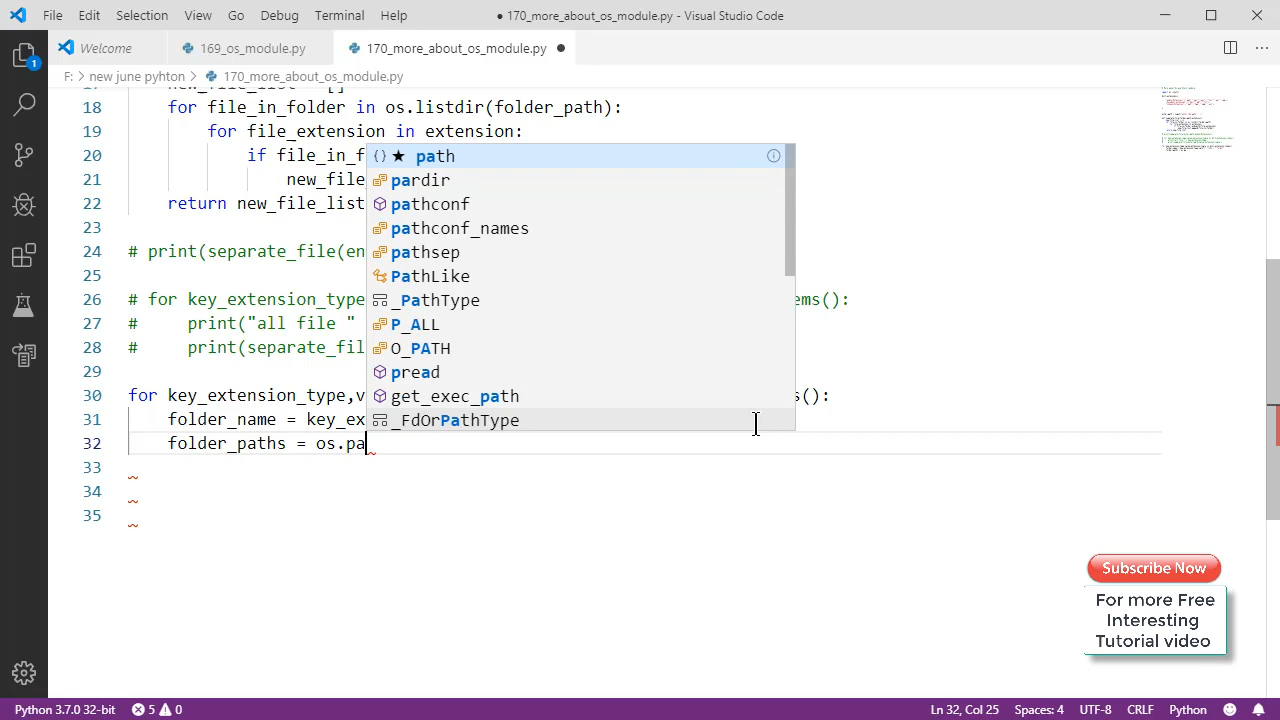 File Edit Selection View Go Debug Terminal Help
● 170_more_about_os_module.py - Visual Studio Code
Welcome 169_os_module.py 170_more_about_os_module.py ●
F: > new june pyhton > 170_more_about_os_module.py
17 new_file_list = []
18 for file_in_folder in os.listdir(folder_path):
19 for file_extension in extension:
20 if file_in_f
21 new_file
22 return new_file_list
23
24 # print(separate_file(en
25
26 # for key_extension_type ems():
27 # print("all file "
28 # print(separate_fil
29
30 for key_extension_type,v s():
31 folder_name = key_ex
32 folder_paths = os.pa
33
34
35
{} ★ path
pardir
pathconf
pathconf_names
pathsep
PathLike
_PathType
P_ALL
O_PATH
pread
get_exec_path
_FdOrPathType
1
Subscribe Now
For more Free
Interesting
Tutorial video
Python 3.7.0 32-bit 5 0 Ln 32, Col 25 Spaces: 4 UTF-8 CRLF Python